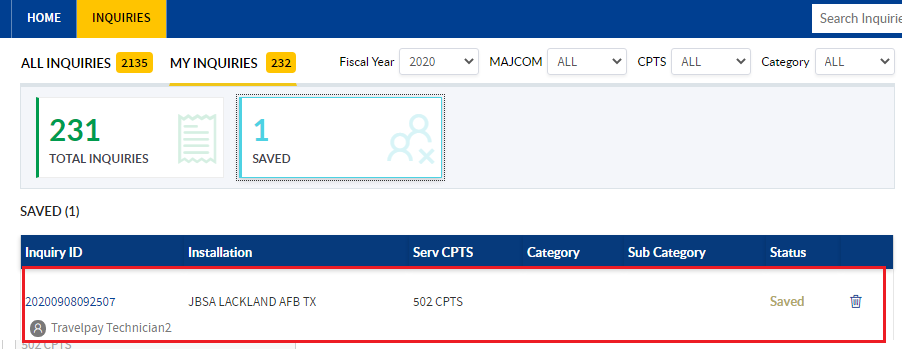 HOME INQUIRIES Search Inquirie
ALL INQUIRIES 2135 MY INQUIRIES 232 Fiscal Year 2020 MAJCOM ALL CPTS ALL Category ALL
231 1
TOTAL INQUIRIES SAVED
SAVED (1)
Inquiry ID Installation Serv CPTS Category Sub Category Status
20200908092507 JBSA LACKLAND AFB TX 502 CPTS Saved
Travelpay Technician2
502 CPTS